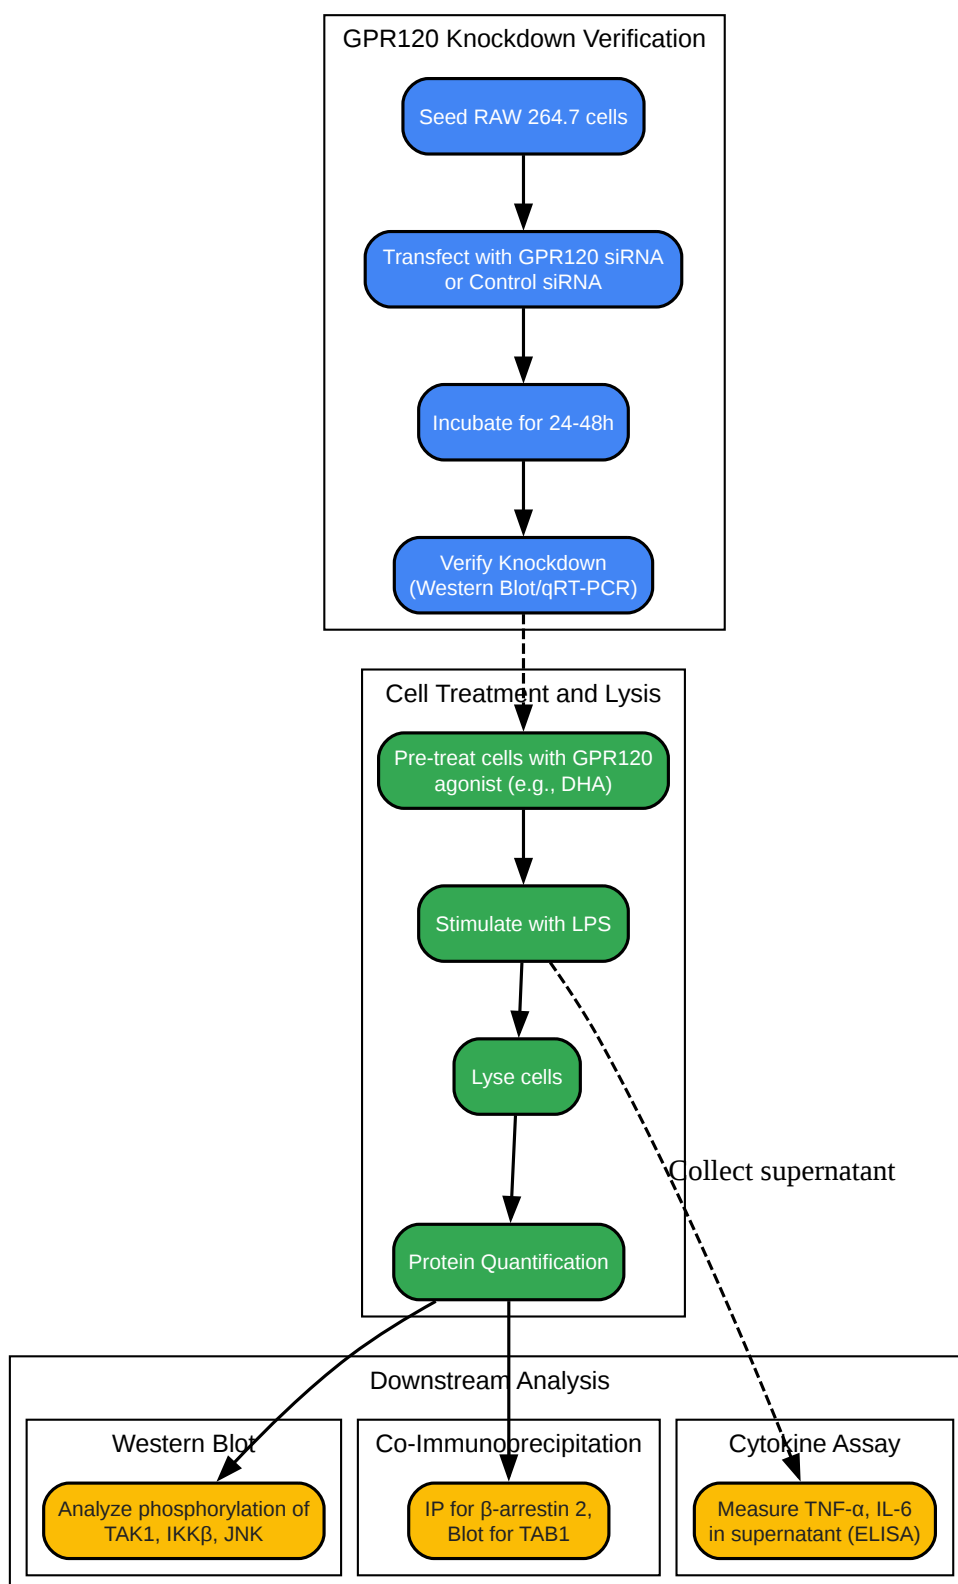 GPR120 Knockdown Verification
Seed RAW 264.7 cells
Transfect with GPR120 siRNA
or Control siRNA
Incubate for 24-48h
Verify Knockdown
(Western Blot/qRT-PCR)
Cell Treatment and Lysis
Pre-treat cells with GPR120
agonist (e.g., DHA)
Stimulate with LPS
Lyse cells
Collect supernatant
Protein Quantification
Downstream Analysis
Western Blot
Analyze phosphorylation of
TAK1, IKKβ, JNK
Co-Immunoprecipitation
IP for β-arrestin 2,
Blot for TAB1
Cytokine Assay
Measure TNF-α, IL-6
in supernatant (ELISA)